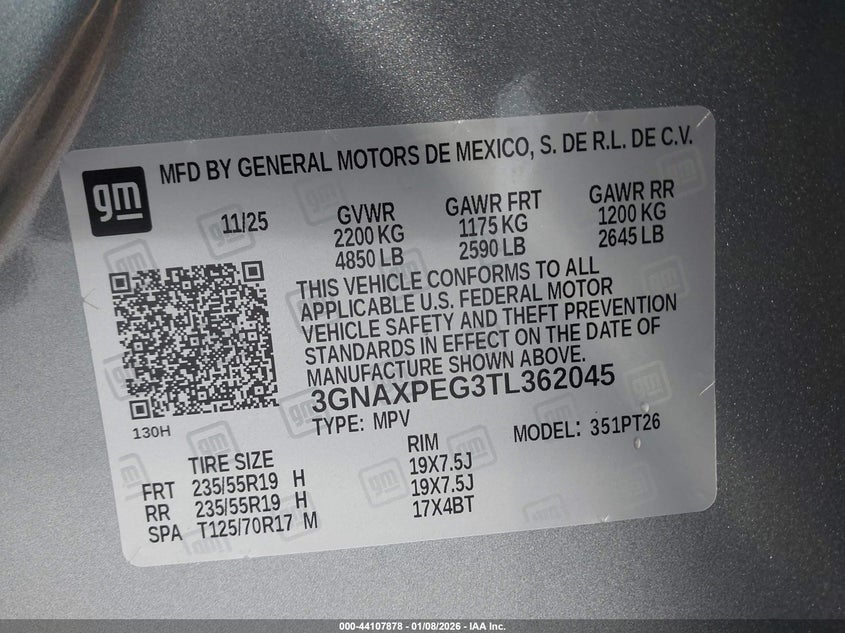 gm
MFD BY GENERAL MOTORS DE MEXICO, S. DE R.L. DE C.V.
11/25 GVWR GAWR FRT GAWR RR
2200 KG 1175 KG 1200 KG
4850 LB 2590 LB 2645 LB
THIS VEHICLE CONFORMS TO ALL
APPLICABLE U.S. FEDERAL MOTOR
VEHICLE SAFETY AND THEFT PREVENTION
STANDARDS IN EFFECT ON THE DATE OF
MANUFACTURE SHOWN ABOVE.
3GNAXPEG3TL362045
130H
TYPE: MPV MODEL: 351PT26
TIRE SIZE RIM
FRT 235/55R19 H 19X7.5J
RR 235/55R19 H 19X7.5J
SPA T125/70R17 M 17X4BT
000-44107878 - 01/08/2026 - IAA Inc.